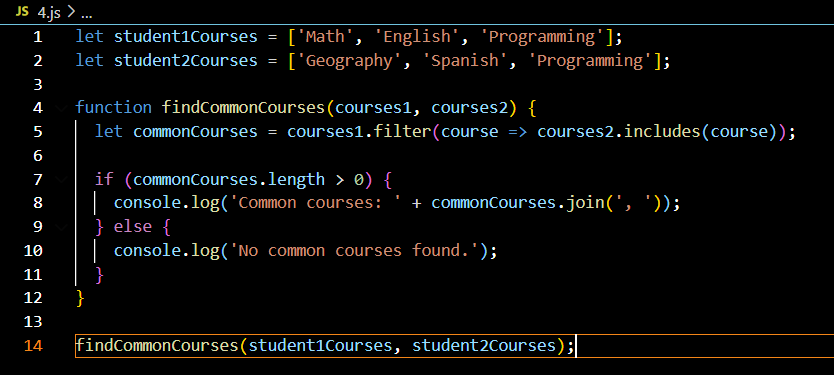 JS 4.js > ...
1 let student1Courses = ['Math', 'English', 'Programming'];
2 let student2Courses = ['Geography', 'Spanish', 'Programming'];
3
4 function findCommonCourses(courses1, courses2) {
5   let commonCourses = courses1.filter(course => courses2.includes(course));
6
7   if (commonCourses.length > 0) {
8     console.log('Common courses: ' + commonCourses.join(', '));
9   } else {
10     console.log('No common courses found.');
11   }
12 }
13
14 findCommonCourses(student1Courses, student2Courses);